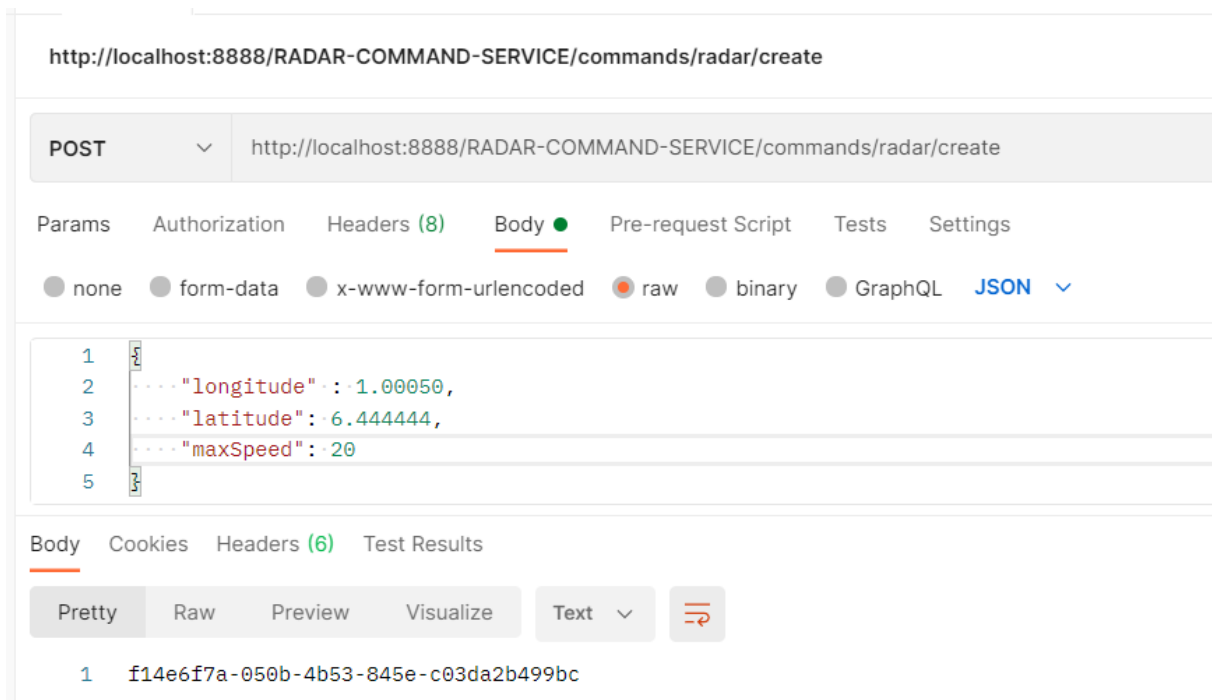 http://localhost:8888/RADAR-COMMAND-SERVICE/commands/radar/create
POST http://localhost:8888/RADAR-COMMAND-SERVICE/commands/radar/create
Params Authorization Headers (8) Body Pre-request Script Tests Settings
none form-data x-www-form-urlencoded raw binary GraphQL JSON
1 {
2 ····"longitude"·:·1.00050,
3 ····"latitude":·6.444444,
4 ····"maxSpeed":·20
5 }
Body Cookies Headers (6) Test Results
Pretty Raw Preview Visualize Text
1 f14e6f7a-050b-4b53-845e-c03da2b499bc